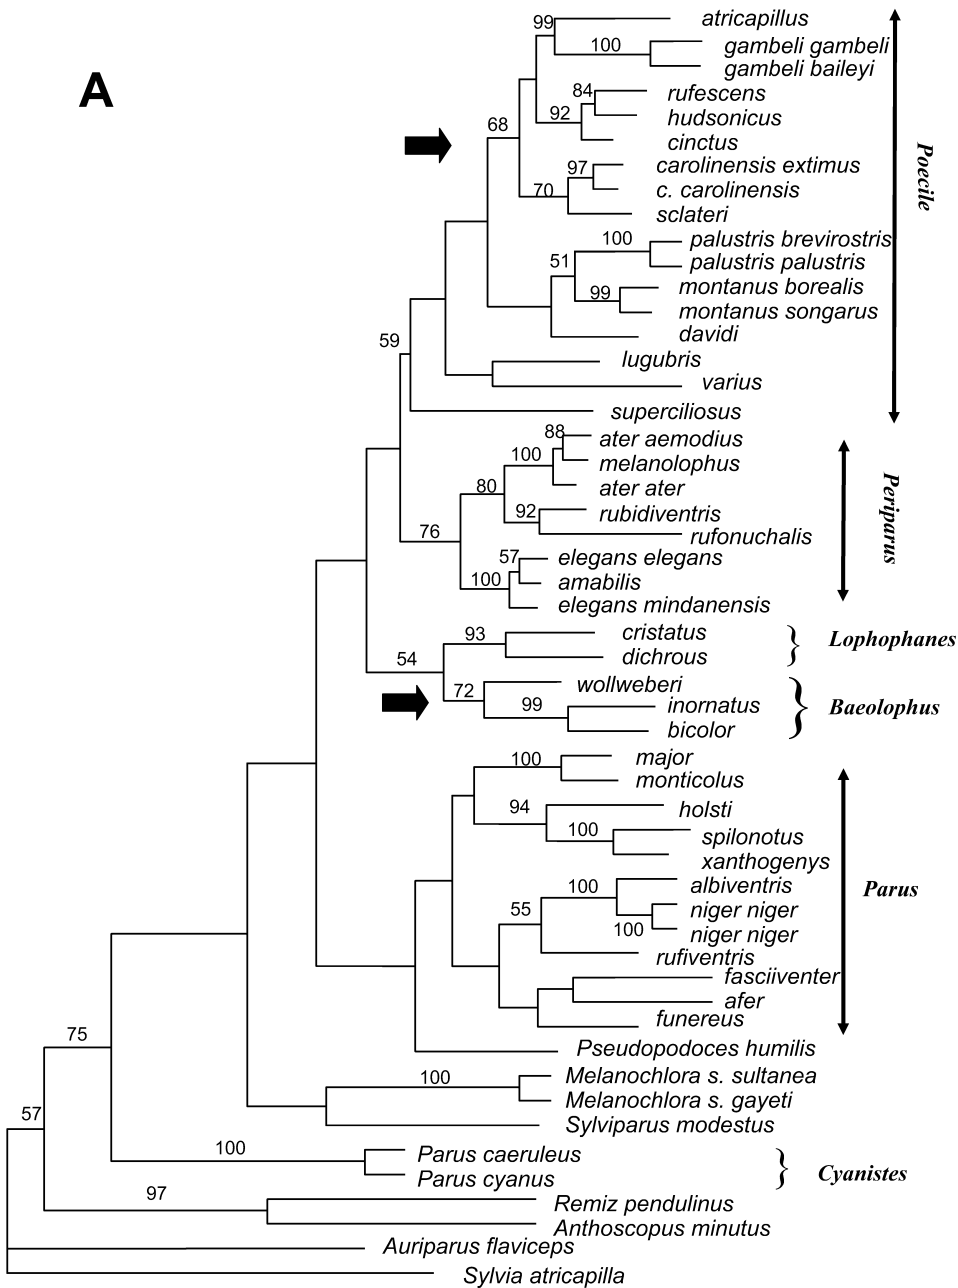 99
atricapillus
100
gambeli gambeli
gambeli baileyi
A
84
rufescens
92
hudsonicus
68
cinctus
97
carolinensis extimus
70
c. carolinensis
sclateri
Poecile
100
palustris brevirostris
51
palustris palustris
99
montanus borealis
montanus songarus
davidi
59
lugubris
varius
superciliosus
88
ater aemodius
100
melanolophus
80
ater ater
92
rubidiventris
76
rufonuchalis
Periparus
57
elegans elegans
100
amabilis
elegans mindanensis
93
cristatus
54
dichrous
} Lophophanes
72
wollweberi
99
inornatus
bicolor
} Baeolophus
100
major
monticolus
94
holsti
100
spilonotus
xanthogenys
100
albiventris
Parus
55
niger niger
100
niger niger
rufiventris
fasciiventer
afer
funereus
75
Pseudopodoces humilis
100
Melanochlora s. sultanea
Melanochlora s. gayeti
57
Sylviparus modestus
100
Parus caeruleus
Parus cyanus
} Cyanistes
97
Remiz pendulinus
Anthoscopus minutus
Auriparus flaviceps
Sylvia atricapilla